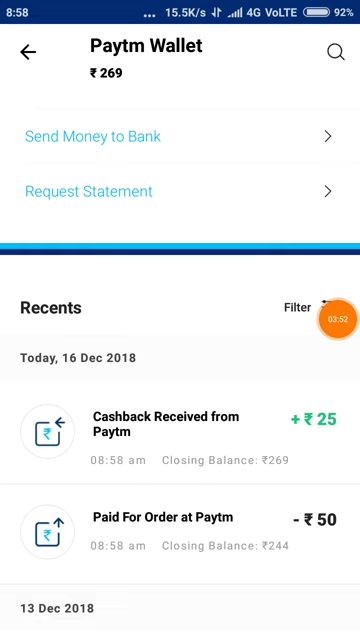 8:58 ... 15.5K/s 4G VoLTE 92%
Paytm Wallet
₹ 269
Send Money to Bank
Request Statement
Recents
Filter
03:52
Today, 16 Dec 2018
Cashback Received from Paytm
+ ₹ 25
08:58 am Closing Balance: ₹269
Paid For Order at Paytm
- ₹ 50
08:58 am Closing Balance: ₹244
13 Dec 2018